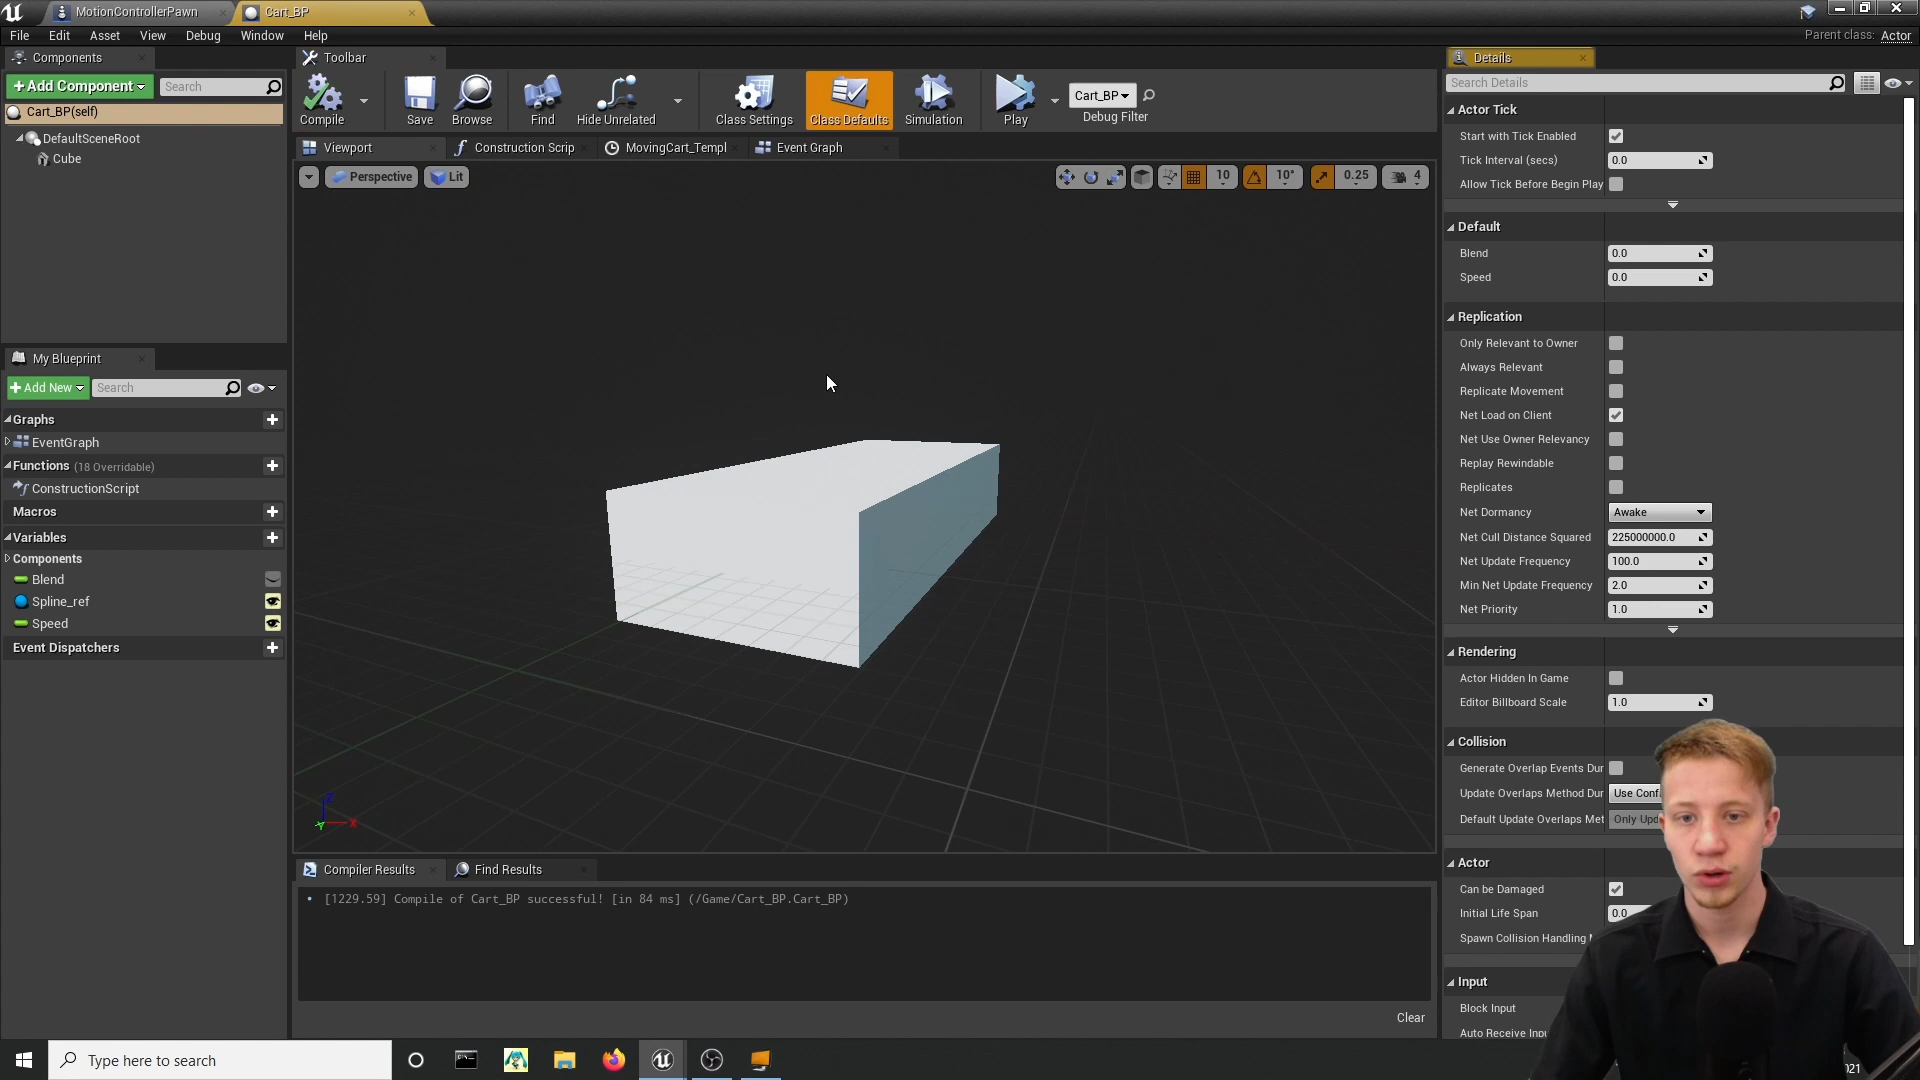 MotionControllerPawn
Cart_BP
File Edit Asset View Debug Window Help
Parent class: Actor
Components
+Add Component
Search
Cart_BP(self)
DefaultSceneRoot
Cube
My Blueprint
+Add New
Search
Graphs
EventGraph
Functions (18 Overridable)
ConstructionScript
Macros
Variables
Components
Blend
Spline_ref
Speed
Event Dispatchers
Toolbar
Compile
Save
Browse
Find
Hide Unrelated
Class Settings
Class Defaults
Simulation
Play
Cart_BP
Debug Filter
Viewport
Construction Scrip
MovingCart_Templ
Event Graph
Perspective
Lit
10
10°
0.25
4
Z
Y
X
Compiler Results
Find Results
[1229.59] Compile of Cart_BP successful! [in 84 ms] (/Game/Cart_BP.Cart_BP)
Clear
Details
Search Details
Actor Tick
Start with Tick Enabled
Tick Interval (secs) 0.0
Allow Tick Before Begin Play
Default
Blend 0.0
Speed 0.0
Replication
Only Relevant to Owner
Always Relevant
Replicate Movement
Net Load on Client
Net Use Owner Relevancy
Replay Rewindable
Replicates
Net Dormancy Awake
Net Cull Distance Squared 225000000.0
Net Update Frequency 100.0
Min Net Update Frequency 2.0
Net Priority 1.0
Rendering
Actor Hidden In Game
Editor Billboard Scale 1.0
Collision
Generate Overlap Events Dur
Update Overlaps Method Dur Use Conf
Default Update Overlaps Met Only Upd
Actor
Can be Damaged
Initial Life Span 0.0
Spawn Collision Handling
Input
Block Input
Auto Receive Inpu
Type here to search
021